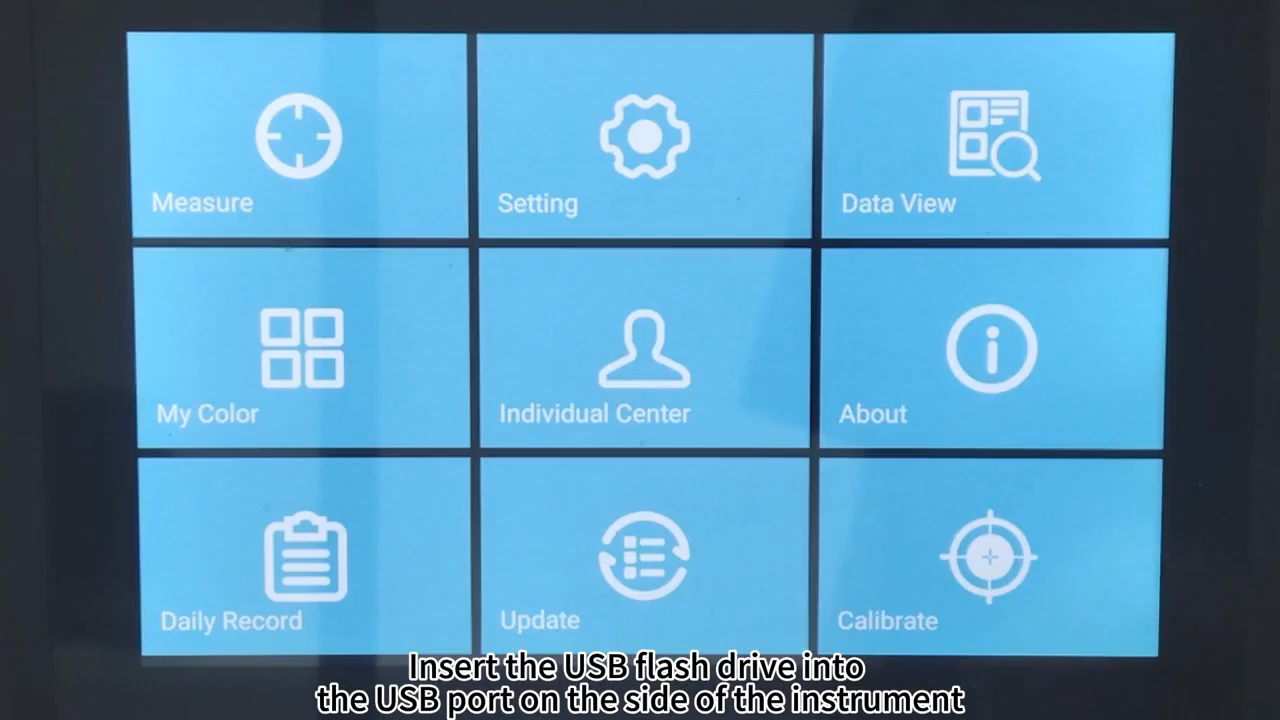 Measure
Setting
Data View
My Color
Individual Center
About
Daily Record
Update
Calibrate
Insert the USB flash drive into
the USB port on the side of the instrument